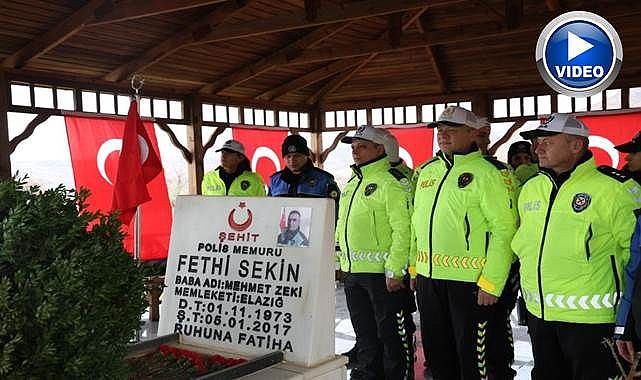 VIDEO
ŞEHİT
POLİS MEMURU
FETHİ SEKİN
BABA ADI:MEHMET ZEKİ
MEMLEKETİ:ELAZIĞ
D.T:01.11.1973
Ş.T:05.01.2017
RUHUNA FATİHA
POLİS
POLİS
POLİS